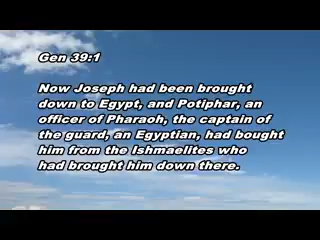 Gen 39:1
Now Joseph had been brought
down to Egypt, and Potiphar, an
officer of Pharaoh, the captain of
the guard, an Egyptian, had bought
him from the Ishmaelites who
had brought him down there.